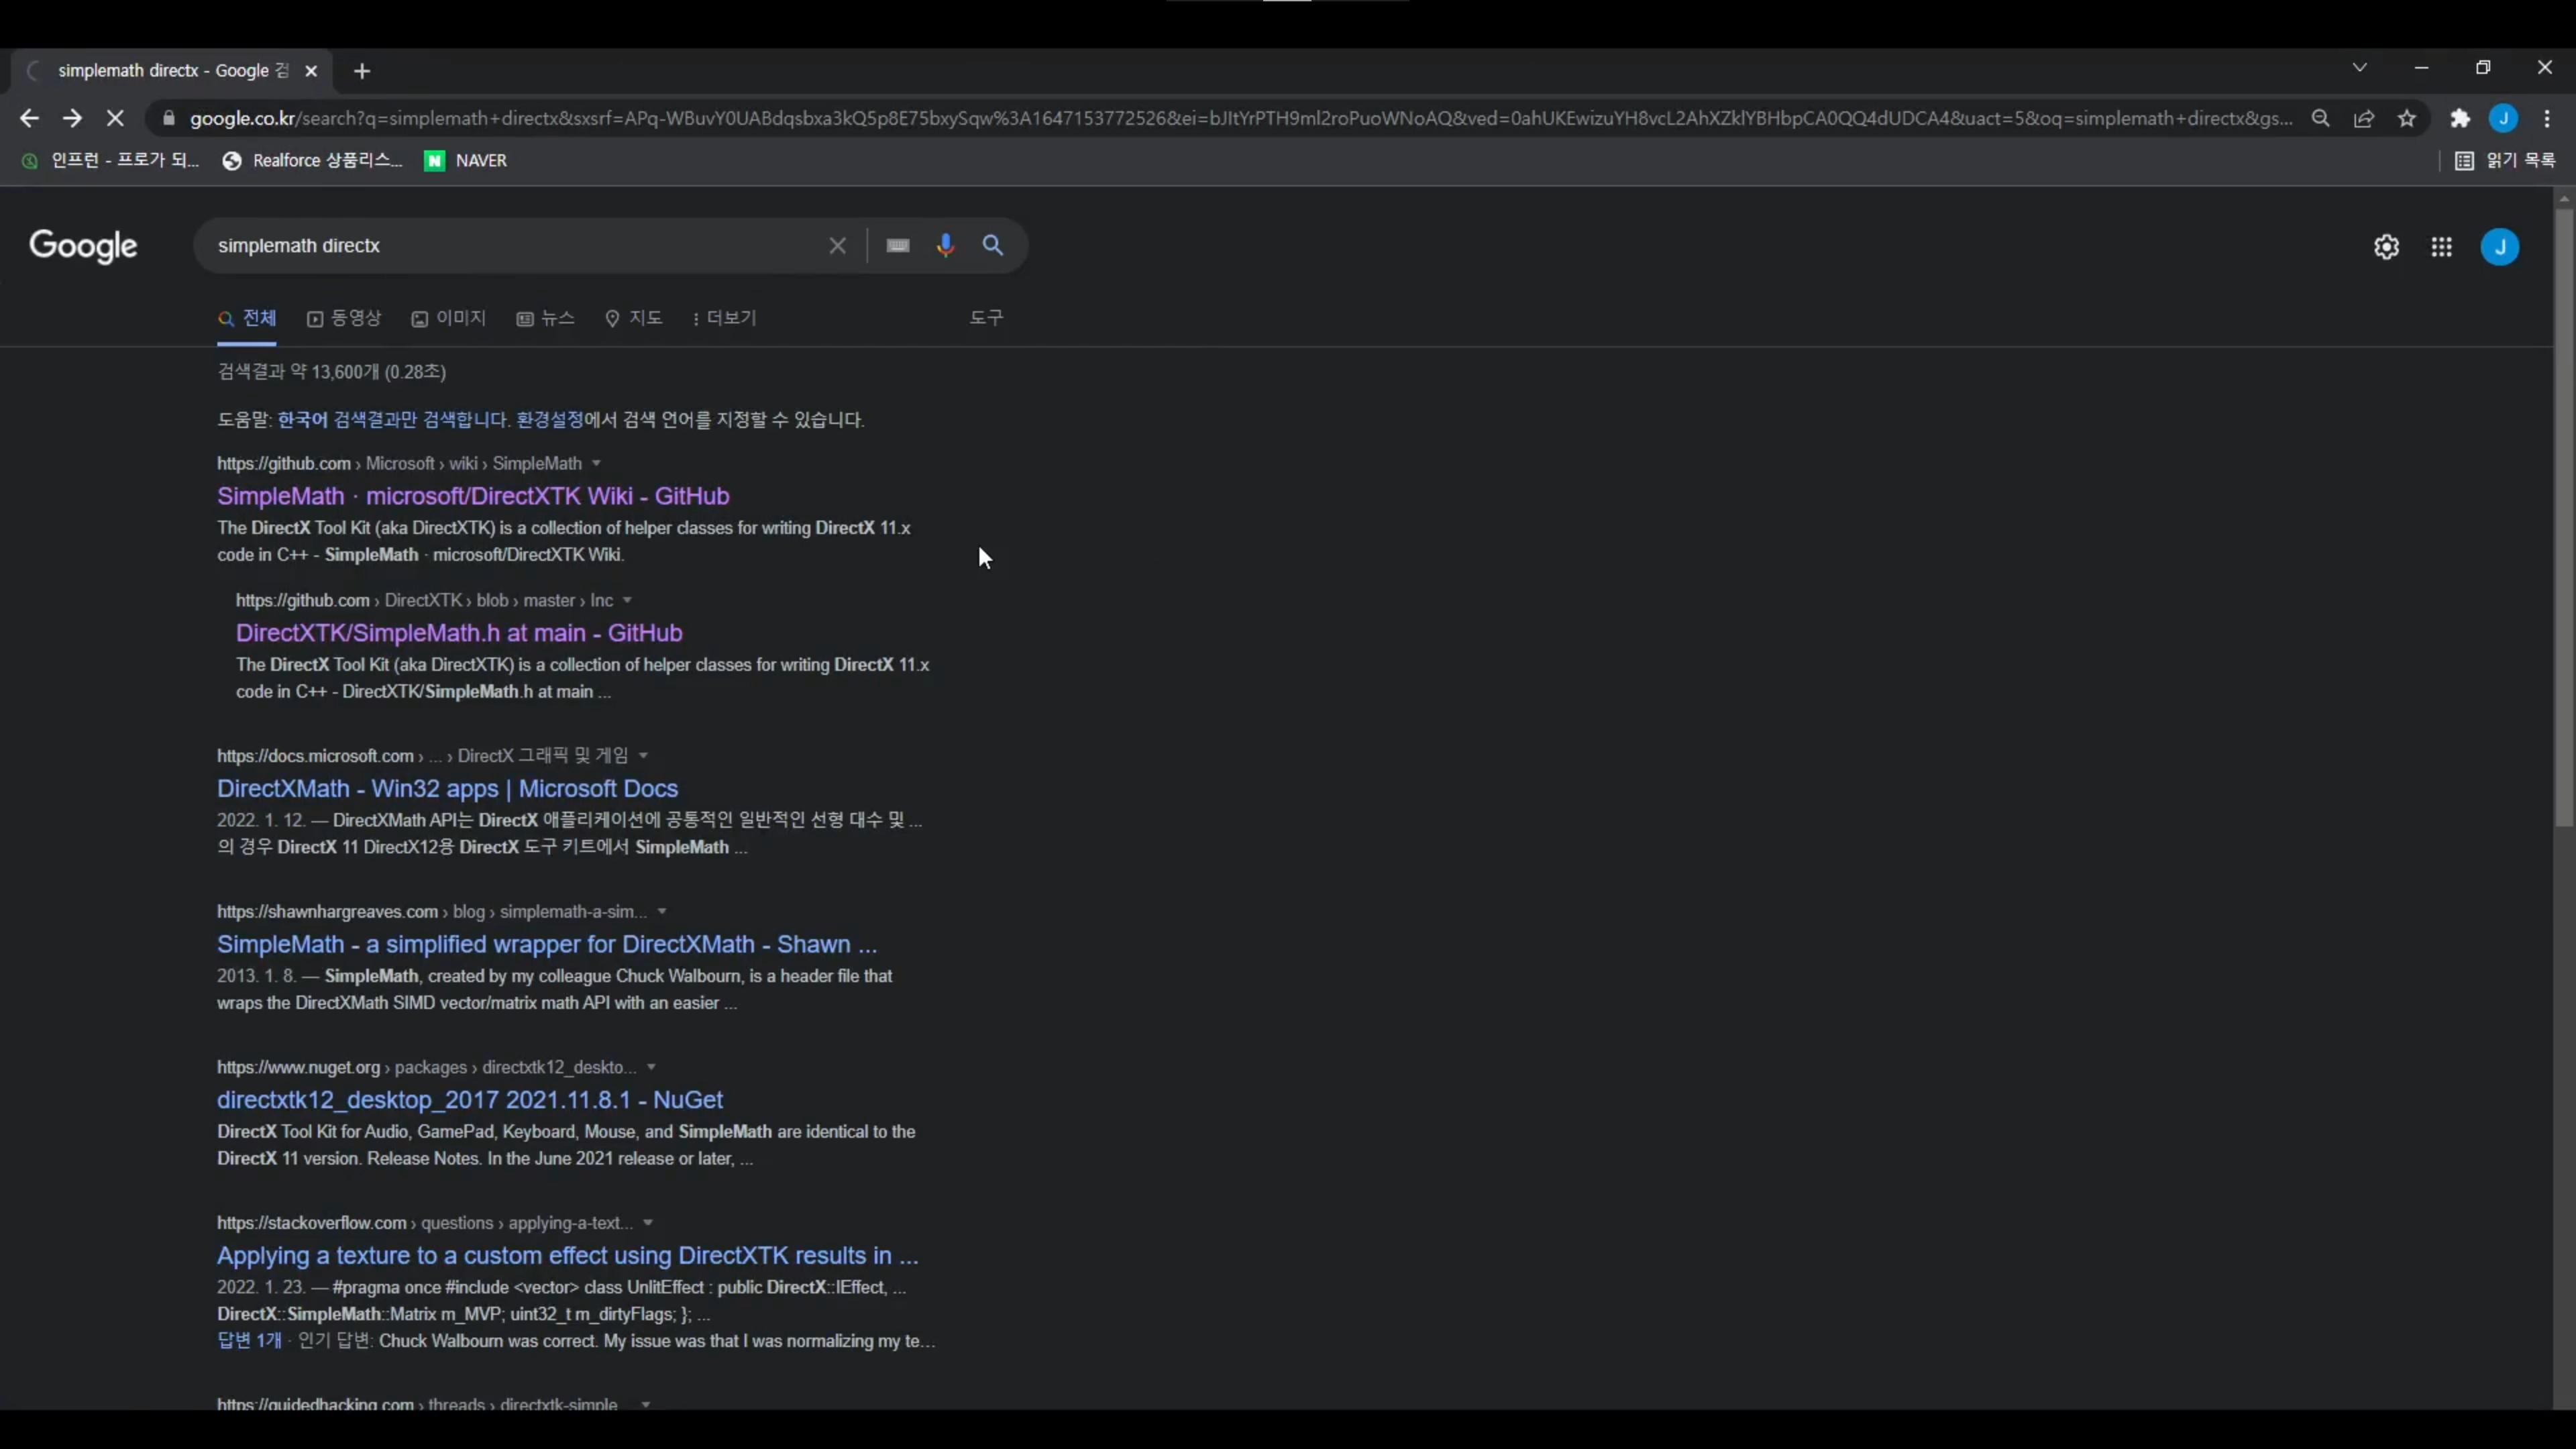 simplemath directx - Google 검
google.co.kr/search?q=simplemath+directx&sxsrf=APq-WBuvY0UABdqsbxa3kQ5p8E75bxySqw%3A1647153772526&ei=bJItYrPTH9ml2roPuoWNoAQ&ved=0ahUKEwizuYH8vcL2AhXZklYBHbpCA0QQ4dUDCA4&uact=5&oq=simplemath+directx&gs...
J
인프런 - 프로가 되...
Realforce 상품리스...
N NAVER
읽기 목록
Google
simplemath directx
J
전체 동영상 이미지 뉴스 지도 더보기 도구
검색결과 약 13,600개 (0.28초)
도움말: 한국어 검색결과만 검색합니다. 환경설정에서 검색 언어를 지정할 수 있습니다.
https://github.com › Microsoft › wiki › SimpleMath
SimpleMath · microsoft/DirectXTK Wiki - GitHub
The DirectX Tool Kit (aka DirectXTK) is a collection of helper classes for writing DirectX 11.x
code in C++ - SimpleMath · microsoft/DirectXTK Wiki.
https://github.com › DirectXTK › blob › master › Inc
DirectXTK/SimpleMath.h at main - GitHub
The DirectX Tool Kit (aka DirectXTK) is a collection of helper classes for writing DirectX 11.x
code in C++ - DirectXTK/SimpleMath.h at main ...
https://docs.microsoft.com › ... › DirectX 그래픽 및 게임
DirectXMath - Win32 apps | Microsoft Docs
2022. 1. 12. — DirectXMath API는 DirectX 애플리케이션에 공통적인 일반적인 선형 대수 및 ...
의 경우 DirectX 11 DirectX12용 DirectX 도구 키트에서 SimpleMath ...
https://shawnhargreaves.com › blog › simplemath-a-sim...
SimpleMath - a simplified wrapper for DirectXMath - Shawn ...
2013. 1. 8. — SimpleMath, created by my colleague Chuck Walbourn, is a header file that
wraps the DirectXMath SIMD vector/matrix math API with an easier ...
https://www.nuget.org › packages › directxtk12_deskto...
directxtk12_desktop_2017 2021.11.8.1 - NuGet
DirectX Tool Kit for Audio, GamePad, Keyboard, Mouse, and SimpleMath are identical to the
DirectX 11 version. Release Notes. In the June 2021 release or later, ...
https://stackoverflow.com › questions › applying-a-text...
Applying a texture to a custom effect using DirectXTK results in ...
2022. 1. 23. — #pragma once #include <vector> class UnlitEffect : public DirectX::IEffect, ...
DirectX::SimpleMath::Matrix m_MVP; uint32_t m_dirtyFlags; }; ...
답변 1개 · 인기 답변: Chuck Walbourn was correct. My issue was that I was normalizing my te...
https://guidedhacking.com › threads › directxtk-simple